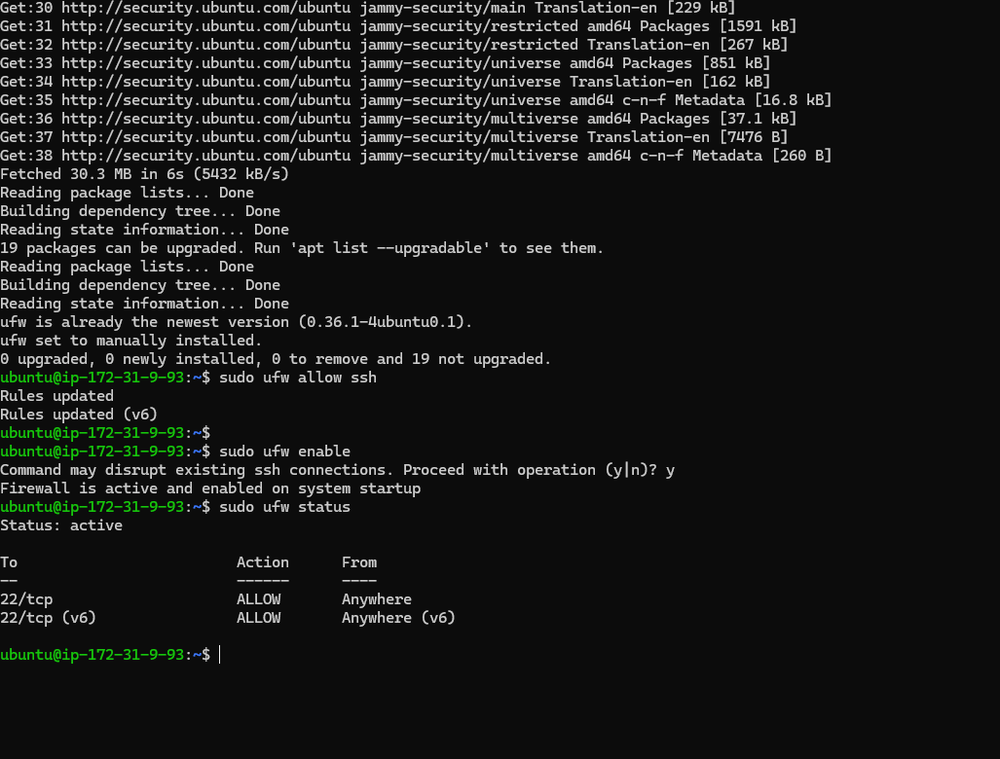 Get:30 http://security.ubuntu.com/ubuntu jammy-security/main Translation-en [229 kB]
Get:31 http://security.ubuntu.com/ubuntu jammy-security/restricted amd64 Packages [1591 kB]
Get:32 http://security.ubuntu.com/ubuntu jammy-security/restricted Translation-en [267 kB]
Get:33 http://security.ubuntu.com/ubuntu jammy-security/universe amd64 Packages [851 kB]
Get:34 http://security.ubuntu.com/ubuntu jammy-security/universe Translation-en [162 kB]
Get:35 http://security.ubuntu.com/ubuntu jammy-security/universe amd64 c-n-f Metadata [16.8 kB]
Get:36 http://security.ubuntu.com/ubuntu jammy-security/multiverse amd64 Packages [37.1 kB]
Get:37 http://security.ubuntu.com/ubuntu jammy-security/multiverse Translation-en [7476 B]
Get:38 http://security.ubuntu.com/ubuntu jammy-security/multiverse amd64 c-n-f Metadata [260 B]
Fetched 30.3 MB in 6s (5432 kB/s)
Reading package lists... Done
Building dependency tree... Done
Reading state information... Done
19 packages can be upgraded. Run 'apt list --upgradable' to see them.
Reading package lists... Done
Building dependency tree... Done
Reading state information... Done
ufw is already the newest version (0.36.1-4ubuntu0.1).
ufw set to manually installed.
0 upgraded, 0 newly installed, 0 to remove and 19 not upgraded.
ubuntu@ip-172-31-9-93:~$ sudo ufw allow ssh
Rules updated
Rules updated (v6)
ubuntu@ip-172-31-9-93:~$
ubuntu@ip-172-31-9-93:~$ sudo ufw enable
Command may disrupt existing ssh connections. Proceed with operation (y|n)? y
Firewall is active and enabled on system startup
ubuntu@ip-172-31-9-93:~$ sudo ufw status
Status: active
To                         Action      From
--                         ------      ----
22/tcp                     ALLOW       Anywhere
22/tcp (v6)                ALLOW       Anywhere (v6)
ubuntu@ip-172-31-9-93:~$